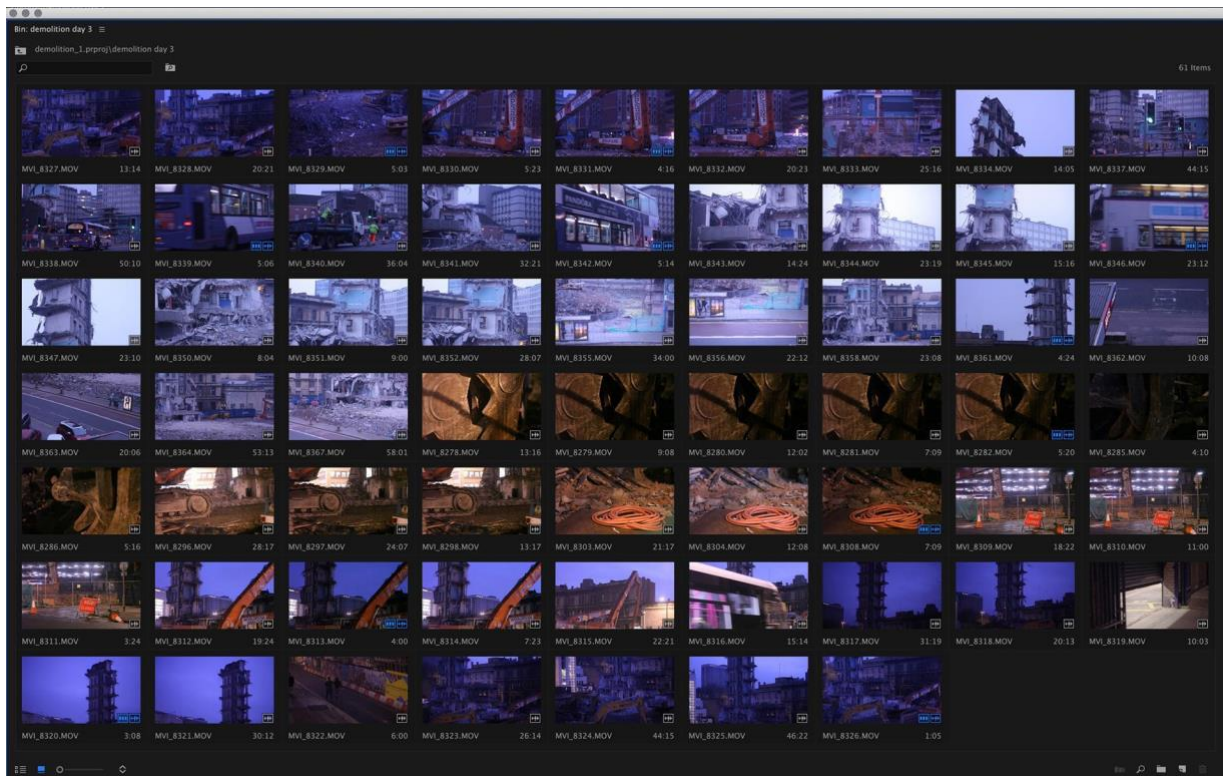 Bin: demolition day 3
demolition_1.prproj\demolition day 3
61 Items
MVI_8327.MOV 13:14 MVI_8328.MOV 20:21 MVI_8329.MOV 5:03 MVI_8330.MOV 5:23 MVI_8331.MOV 4:16 MVI_8332.MOV 20:23 MVI_8333.MOV 25:16 MVI_8334.MOV 14:05 MVI_8337.MOV 44:15
MVI_8338.MOV 50:10 MVI_8339.MOV 5:06 MVI_8340.MOV 36:04 MVI_8341.MOV 32:21 MVI_8342.MOV 5:14 MVI_8343.MOV 14:24 MVI_8344.MOV 23:19 MVI_8345.MOV 15:16 MVI_8346.MOV 23:12
MVI_8347.MOV 23:10 MVI_8350.MOV 8:04 MVI_8351.MOV 9:00 MVI_8352.MOV 28:07 MVI_8355.MOV 34:00 MVI_8356.MOV 22:12 MVI_8358.MOV 23:08 MVI_8361.MOV 4:24 MVI_8362.MOV 10:08
MVI_8363.MOV 20:06 MVI_8364.MOV 53:13 MVI_8367.MOV 58:01 MVI_8278.MOV 13:16 MVI_8279.MOV 9:08 MVI_8280.MOV 12:02 MVI_8281.MOV 7:09 MVI_8282.MOV 5:20 MVI_8285.MOV 4:10
MVI_8286.MOV 5:16 MVI_8296.MOV 28:17 MVI_8297.MOV 24:07 MVI_8298.MOV 13:17 MVI_8303.MOV 21:17 MVI_8304.MOV 12:08 MVI_8308.MOV 7:09 MVI_8309.MOV 18:22 MVI_8310.MOV 11:00
MVI_8311.MOV 3:24 MVI_8312.MOV 19:24 MVI_8313.MOV 4:00 MVI_8314.MOV 7:23 MVI_8315.MOV 22:21 MVI_8316.MOV 15:14 MVI_8317.MOV 31:19 MVI_8318.MOV 20:13 MVI_8319.MOV 10:03
MVI_8320.MOV 3:08 MVI_8321.MOV 30:12 MVI_8322.MOV 6:00 MVI_8323.MOV 26:14 MVI_8324.MOV 44:15 MVI_8325.MOV 46:22 MVI_8326.MOV 1:05